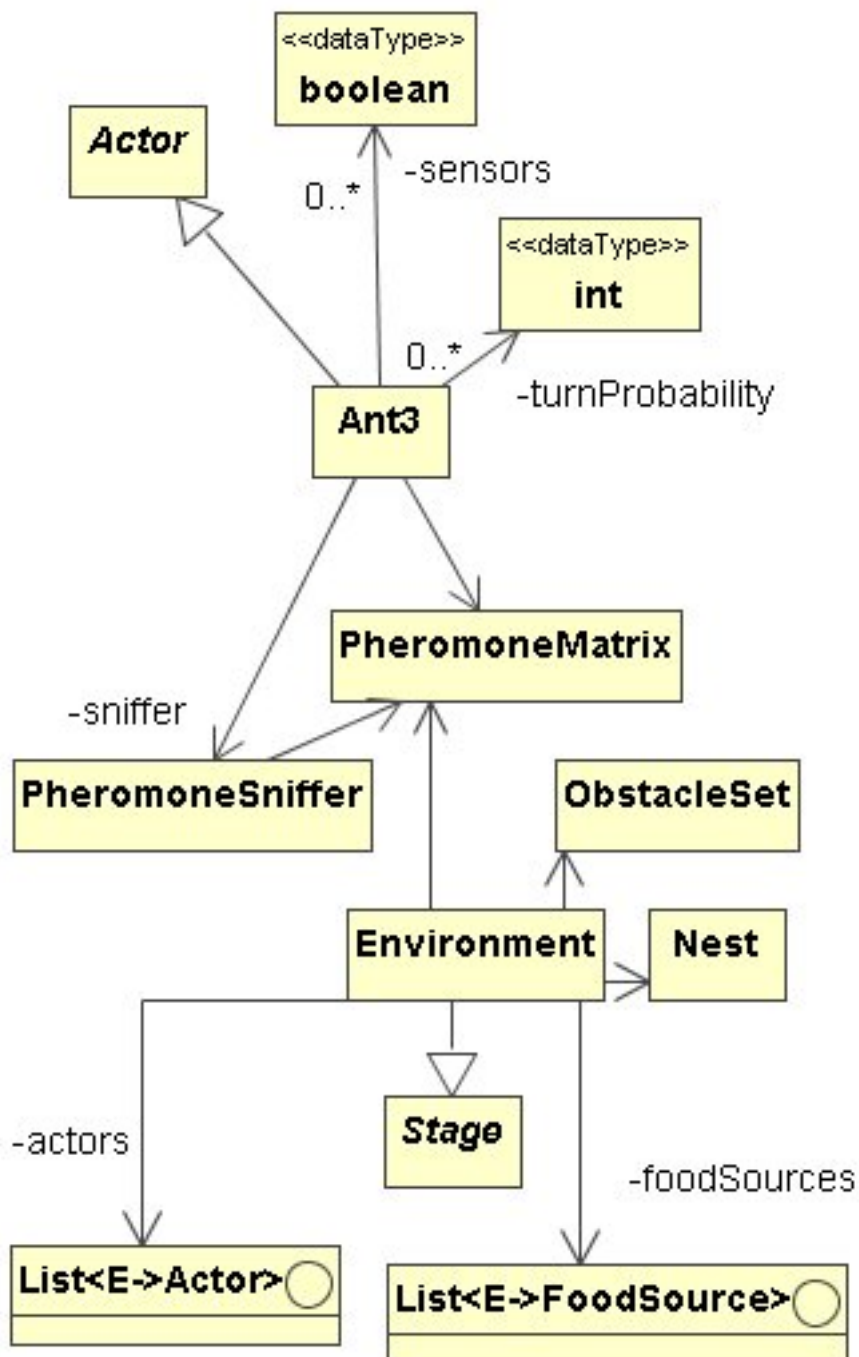 <<dataType>>
boolean
Actor
-sensors
0..*
<<dataType>>
int
0..*
-turnProbability
Ant3
PheromoneMatrix
-sniffer
PheromoneSniffer
ObstacleSet
Environment
Nest
Stage
-actors
-foodSources
List<E->Actor>
List<E->FoodSource>